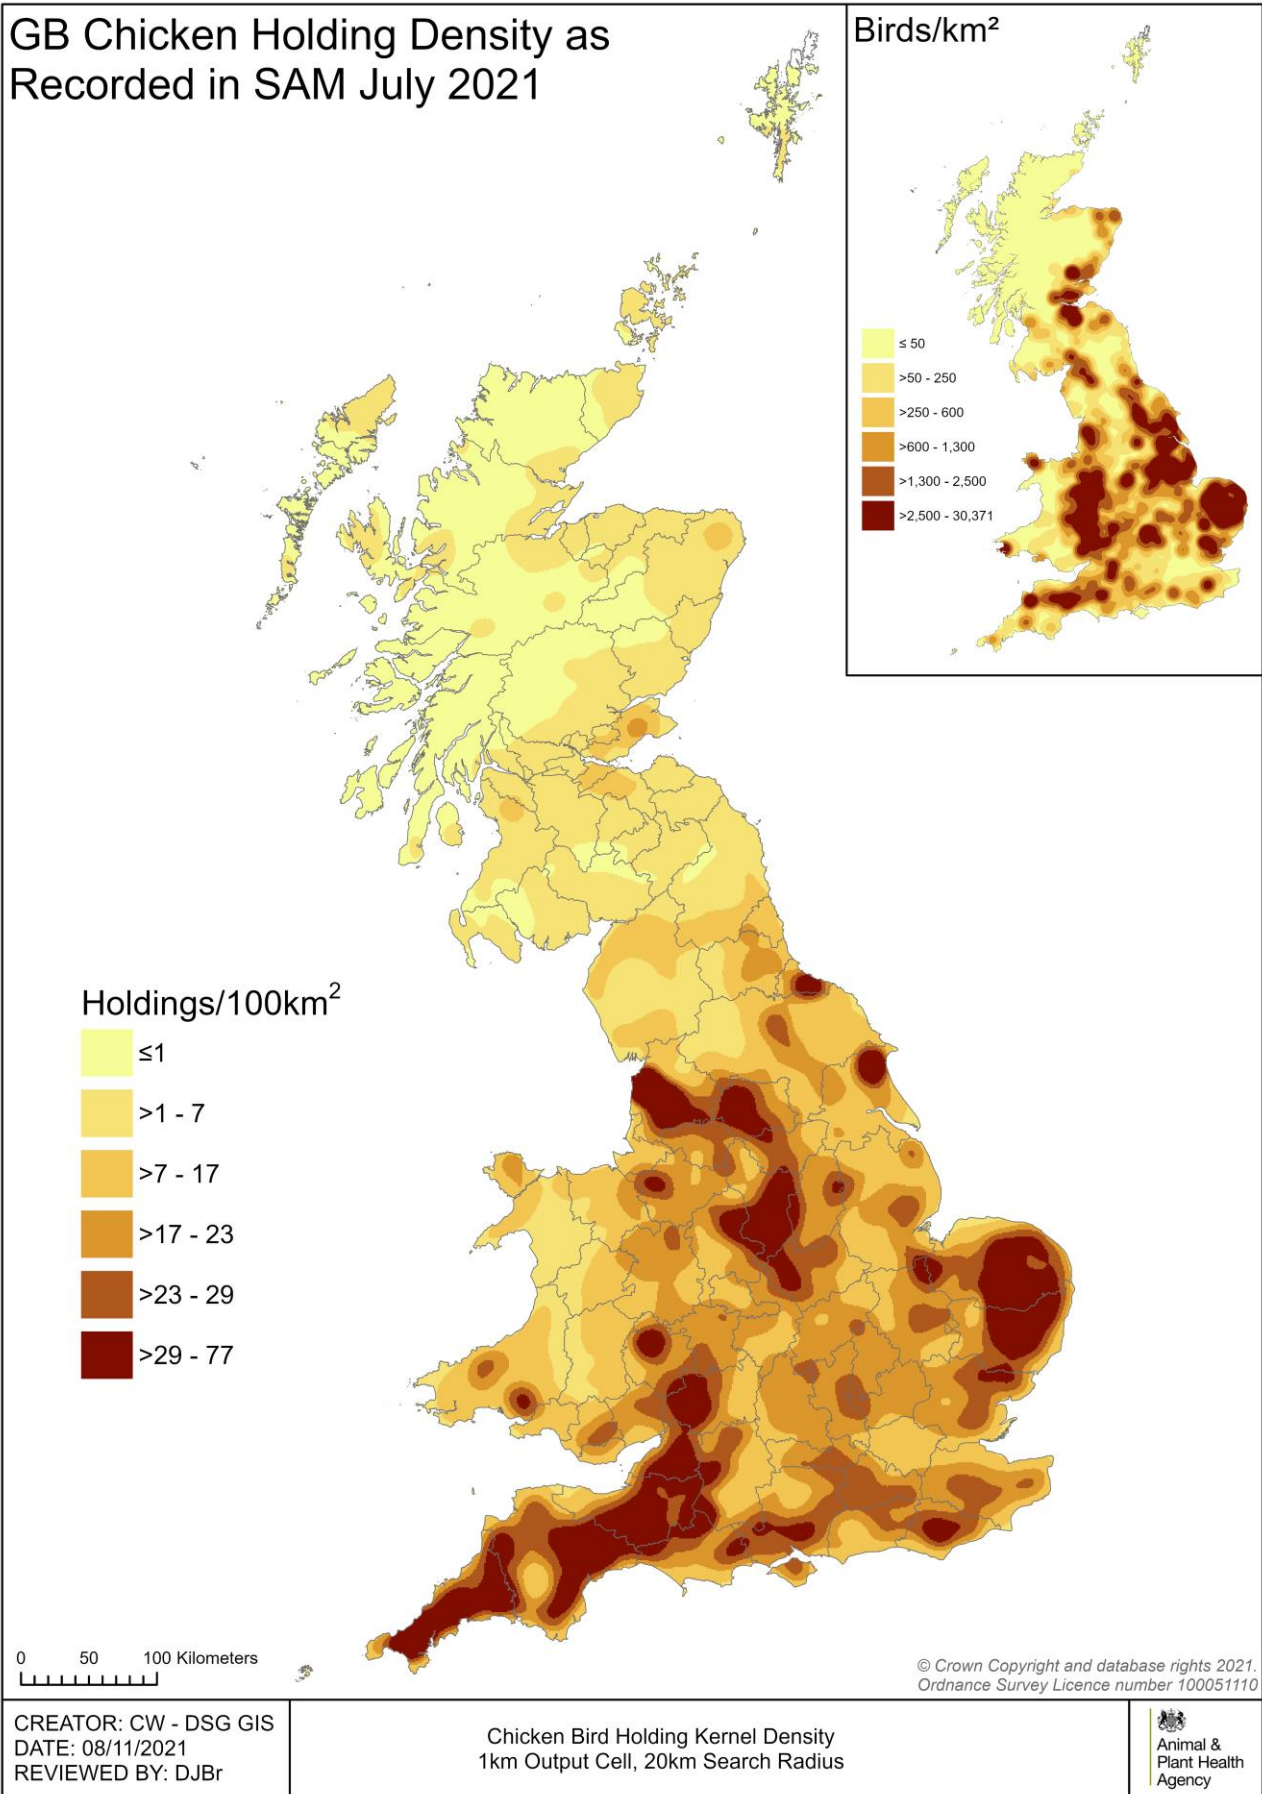 GB Chicken Holding Density as
Recorded in SAM July 2021
Birds/km²
≤ 50
>50 - 250
>250 - 600
>600 - 1,300
>1,300 - 2,500
>2,500 - 30,371
Holdings/100km²
≤1
>1 - 7
>7 - 17
>17 - 23
>23 - 29
>29 - 77
0 50 100 Kilometers
© Crown Copyright and database rights 2021.
Ordnance Survey Licence number 100051110
CREATOR: CW - DSG GIS
DATE: 08/11/2021
REVIEWED BY: DJBr
Chicken Bird Holding Kernel Density
1km Output Cell, 20km Search Radius
Animal &
Plant Health
Agency